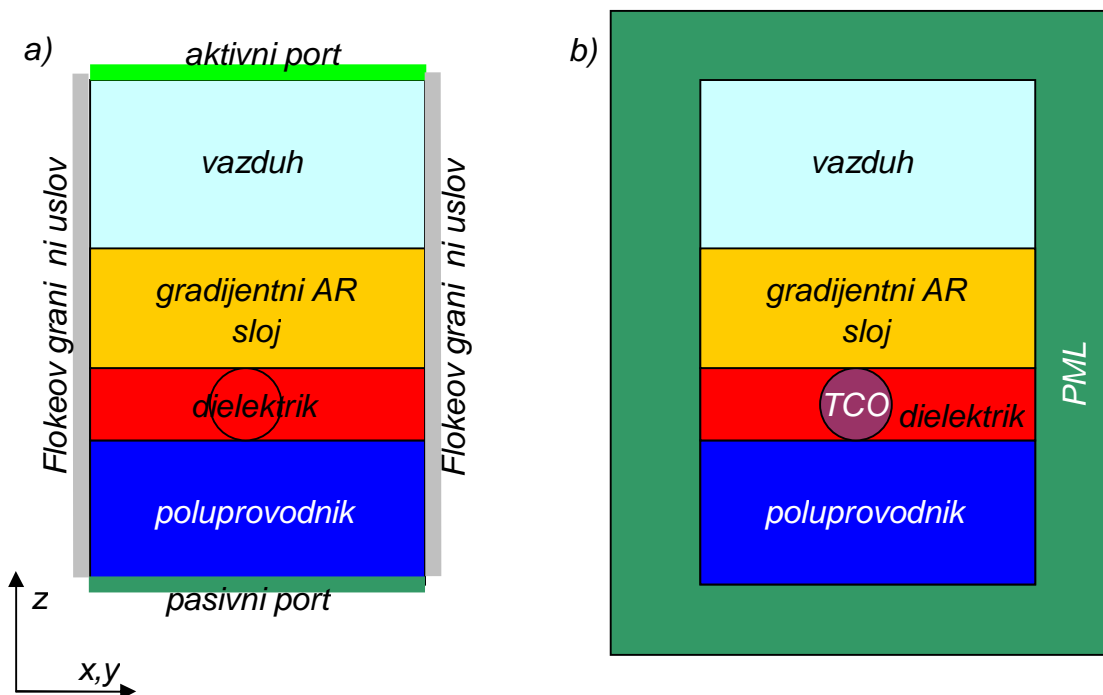 a)
aktivni port
vazduh
gradijentni AR
sloj
dielektrik
poluprovodnik
pasivni port
Flokeov grani ni uslov
Flokeov grani ni uslov
z
x,y
b)
vazduh
gradijentni AR
sloj
TCO
dielektrik
poluprovodnik
PML